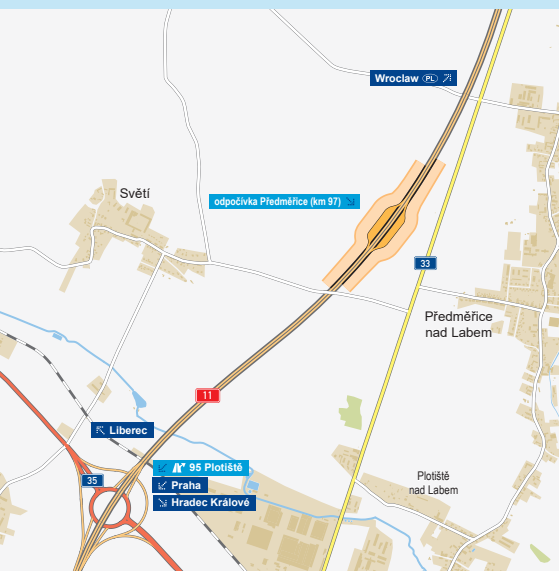 Wroclaw PL
Světí
odpočívka Předměřice (km 97)
33
Předměřice
nad Labem
11
Liberec
95 Plotiště
35
Praha
Hradec Králové
Plotiště
nad Labem